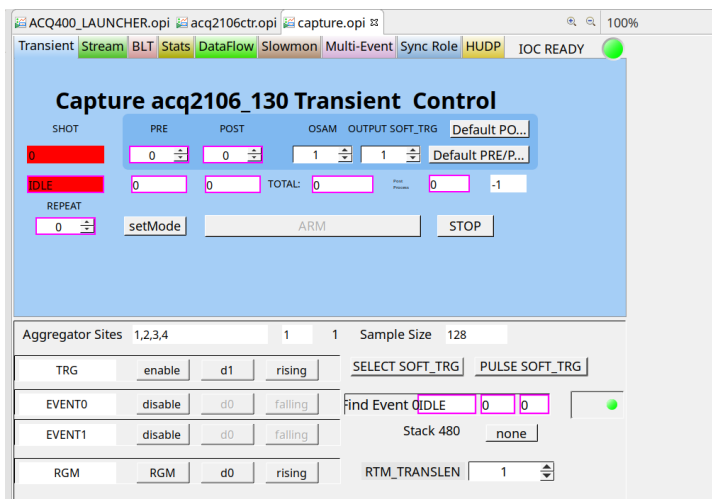 ACQ400_LAUNCHER.opi acq2106ctr.opi capture.opi 100%
Transient Stream BLT Stats DataFlow Slowmon Multi-Event Sync Role HUDP IOC READY
Capture acq2106_130 Transient Control
SHOT PRE POST OSAM OUTPUT SOFT_TRG Default PO...
0 0 0 1 1 Default PRE/P...
IDLE 0 0 TOTAL: 0 0 -1
REPEAT
0 setMode ARM STOP
Aggregator Sites 1,2,3,4 1 1 Sample Size 128
TRG enable d1 rising SELECT SOFT_TRG PULSE SOFT_TRG
EVENT0 disable d0 falling Find Event 0 IDLE 0 0
EVENT1 disable d0 falling Stack 480 none
RGM RGM d0 rising RTM_TRANSLEN 1